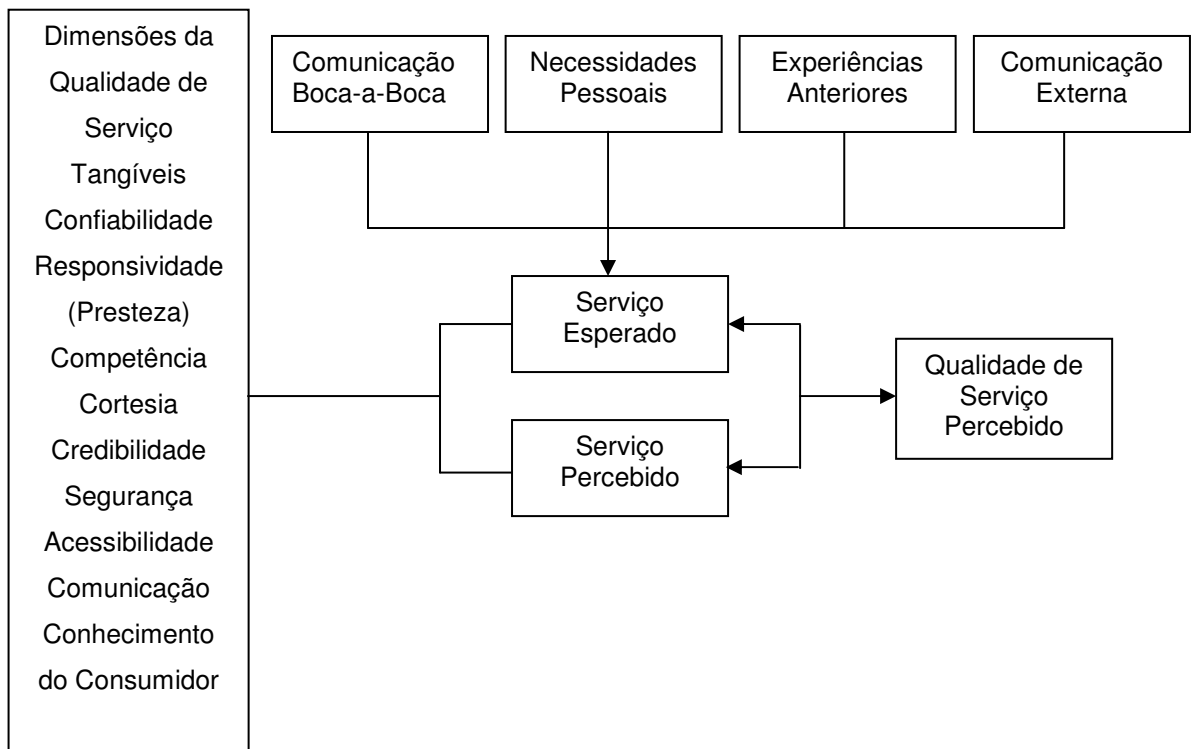 Dimensões da
Qualidade de
Serviço
Tangíveis
Confiabilidade
Responsividade
(Presteza)
Competência
Cortesia
Credibilidade
Segurança
Acessibilidade
Comunicação
Conhecimento
do Consumidor
Comunicação
Boca-a-Boca
Necessidades
Pessoais
Experiências
Anteriores
Comunicação
Externa
Serviço
Esperado
Serviço
Percebido
Qualidade de
Serviço
Percebido